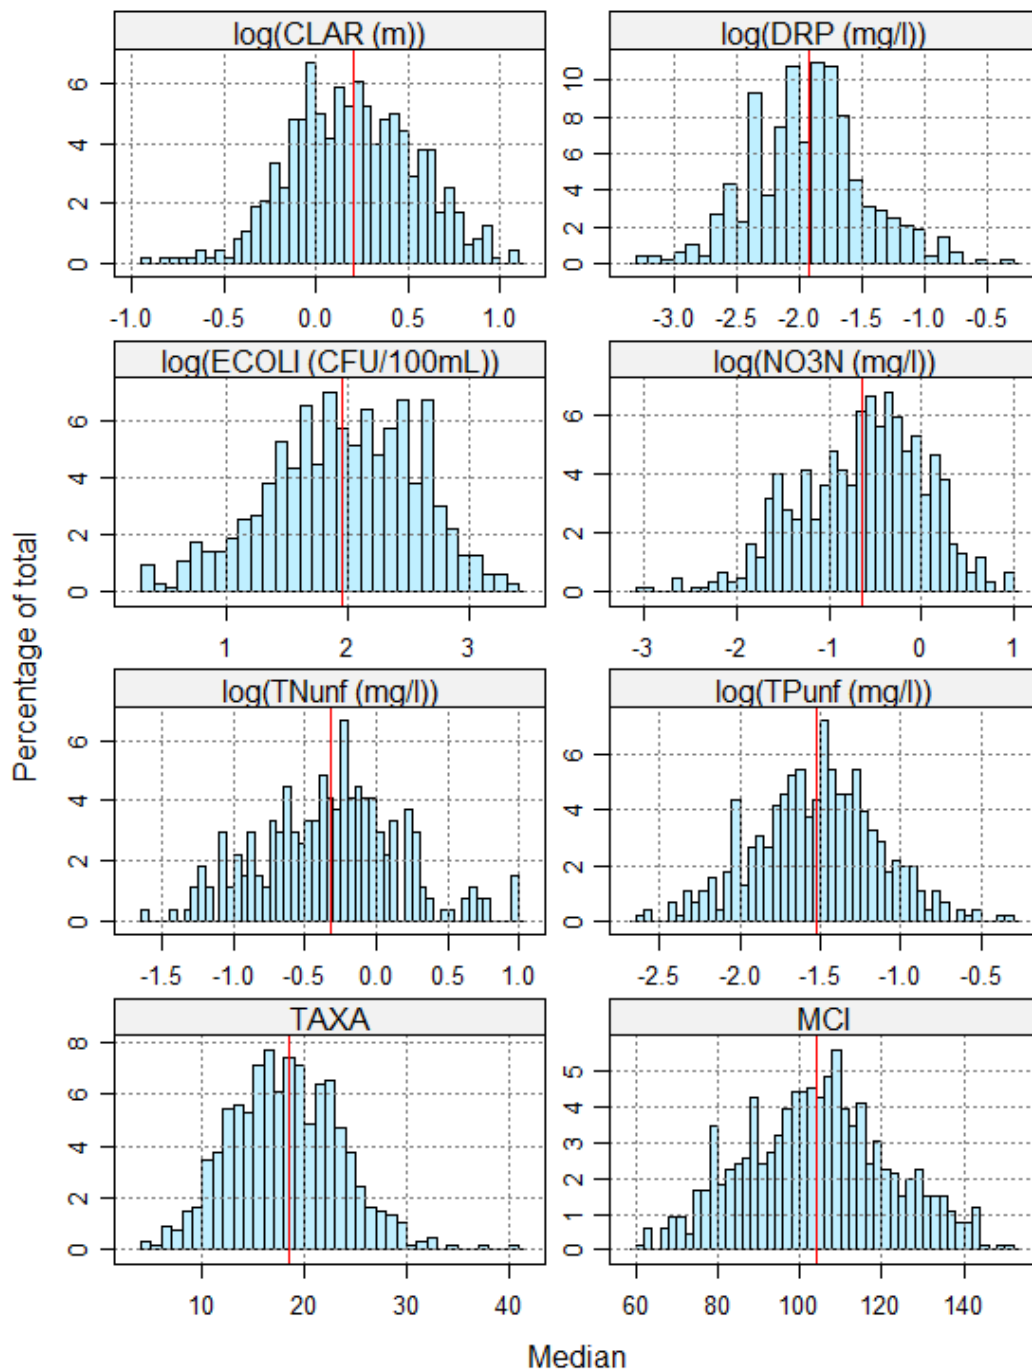 log(CLAR (m))
log(DRP (mg/l))
6
4
2
0
10
8
6
4
2
0
-1.0 -0.5 0.0 0.5 1.0
-3.0 -2.5 -2.0 -1.5 -1.0 -0.5
log(ECOLI (CFU/100mL))
log(NO3N (mg/l))
6
4
2
0
6
4
2
0
1 2 3
-3 -2 -1 0 1
Percentage of total
log(TNunf (mg/l))
log(TPunf (mg/l))
6
4
2
0
6
4
2
0
-1.5 -1.0 -0.5 0.0 0.5 1.0
-2.5 -2.0 -1.5 -1.0 -0.5
TAXA
MCI
8
6
4
2
0
5
4
3
2
1
0
10 20 30 40
60 80 100 120 140
Median